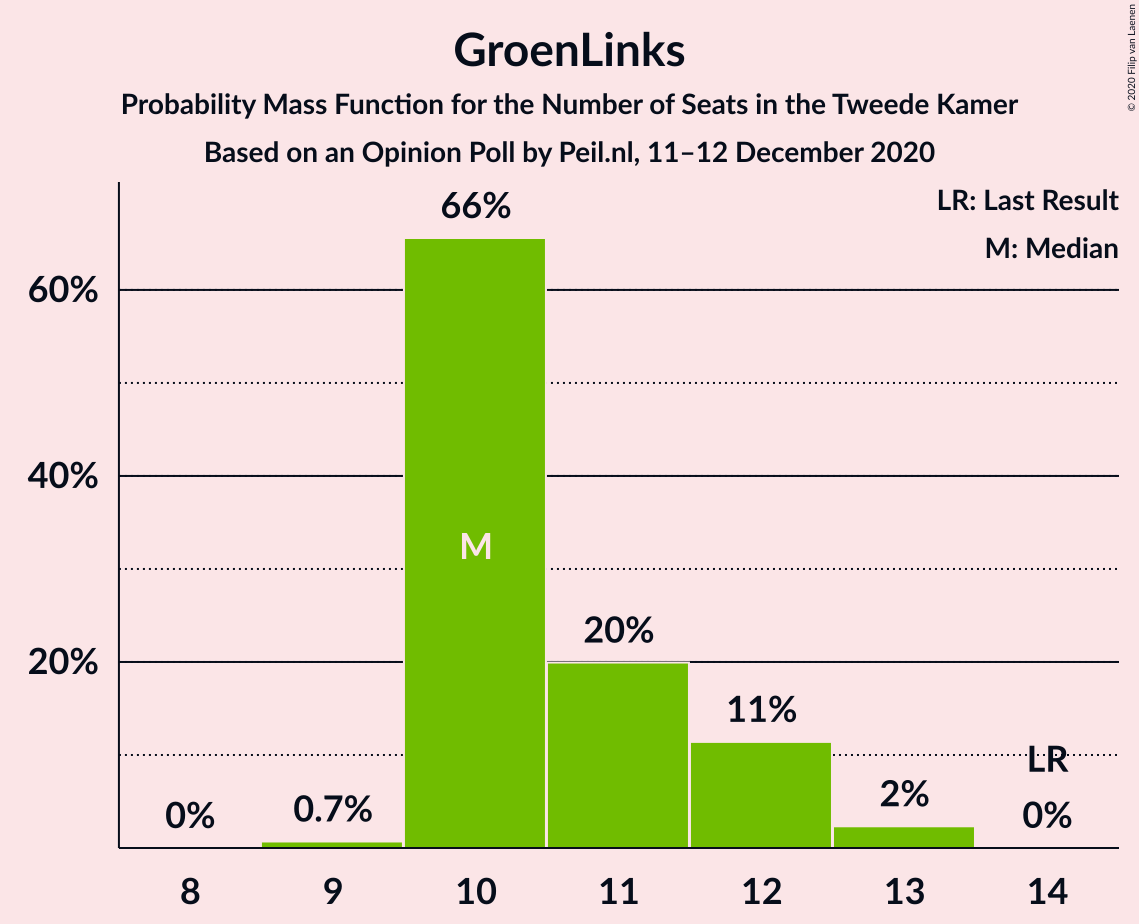 GroenLinks
Probability Mass Function for the Number of Seats in the Tweede Kamer
Based on an Opinion Poll by Peil.nl, 11–12 December 2020
© 2020 Filip van Laenen
LR: Last Result
M: Median
66%
60%
40%
M
20%
20%
11%
LR
0%
0.7%
2%
0%
8
9
10
11
12
13
14